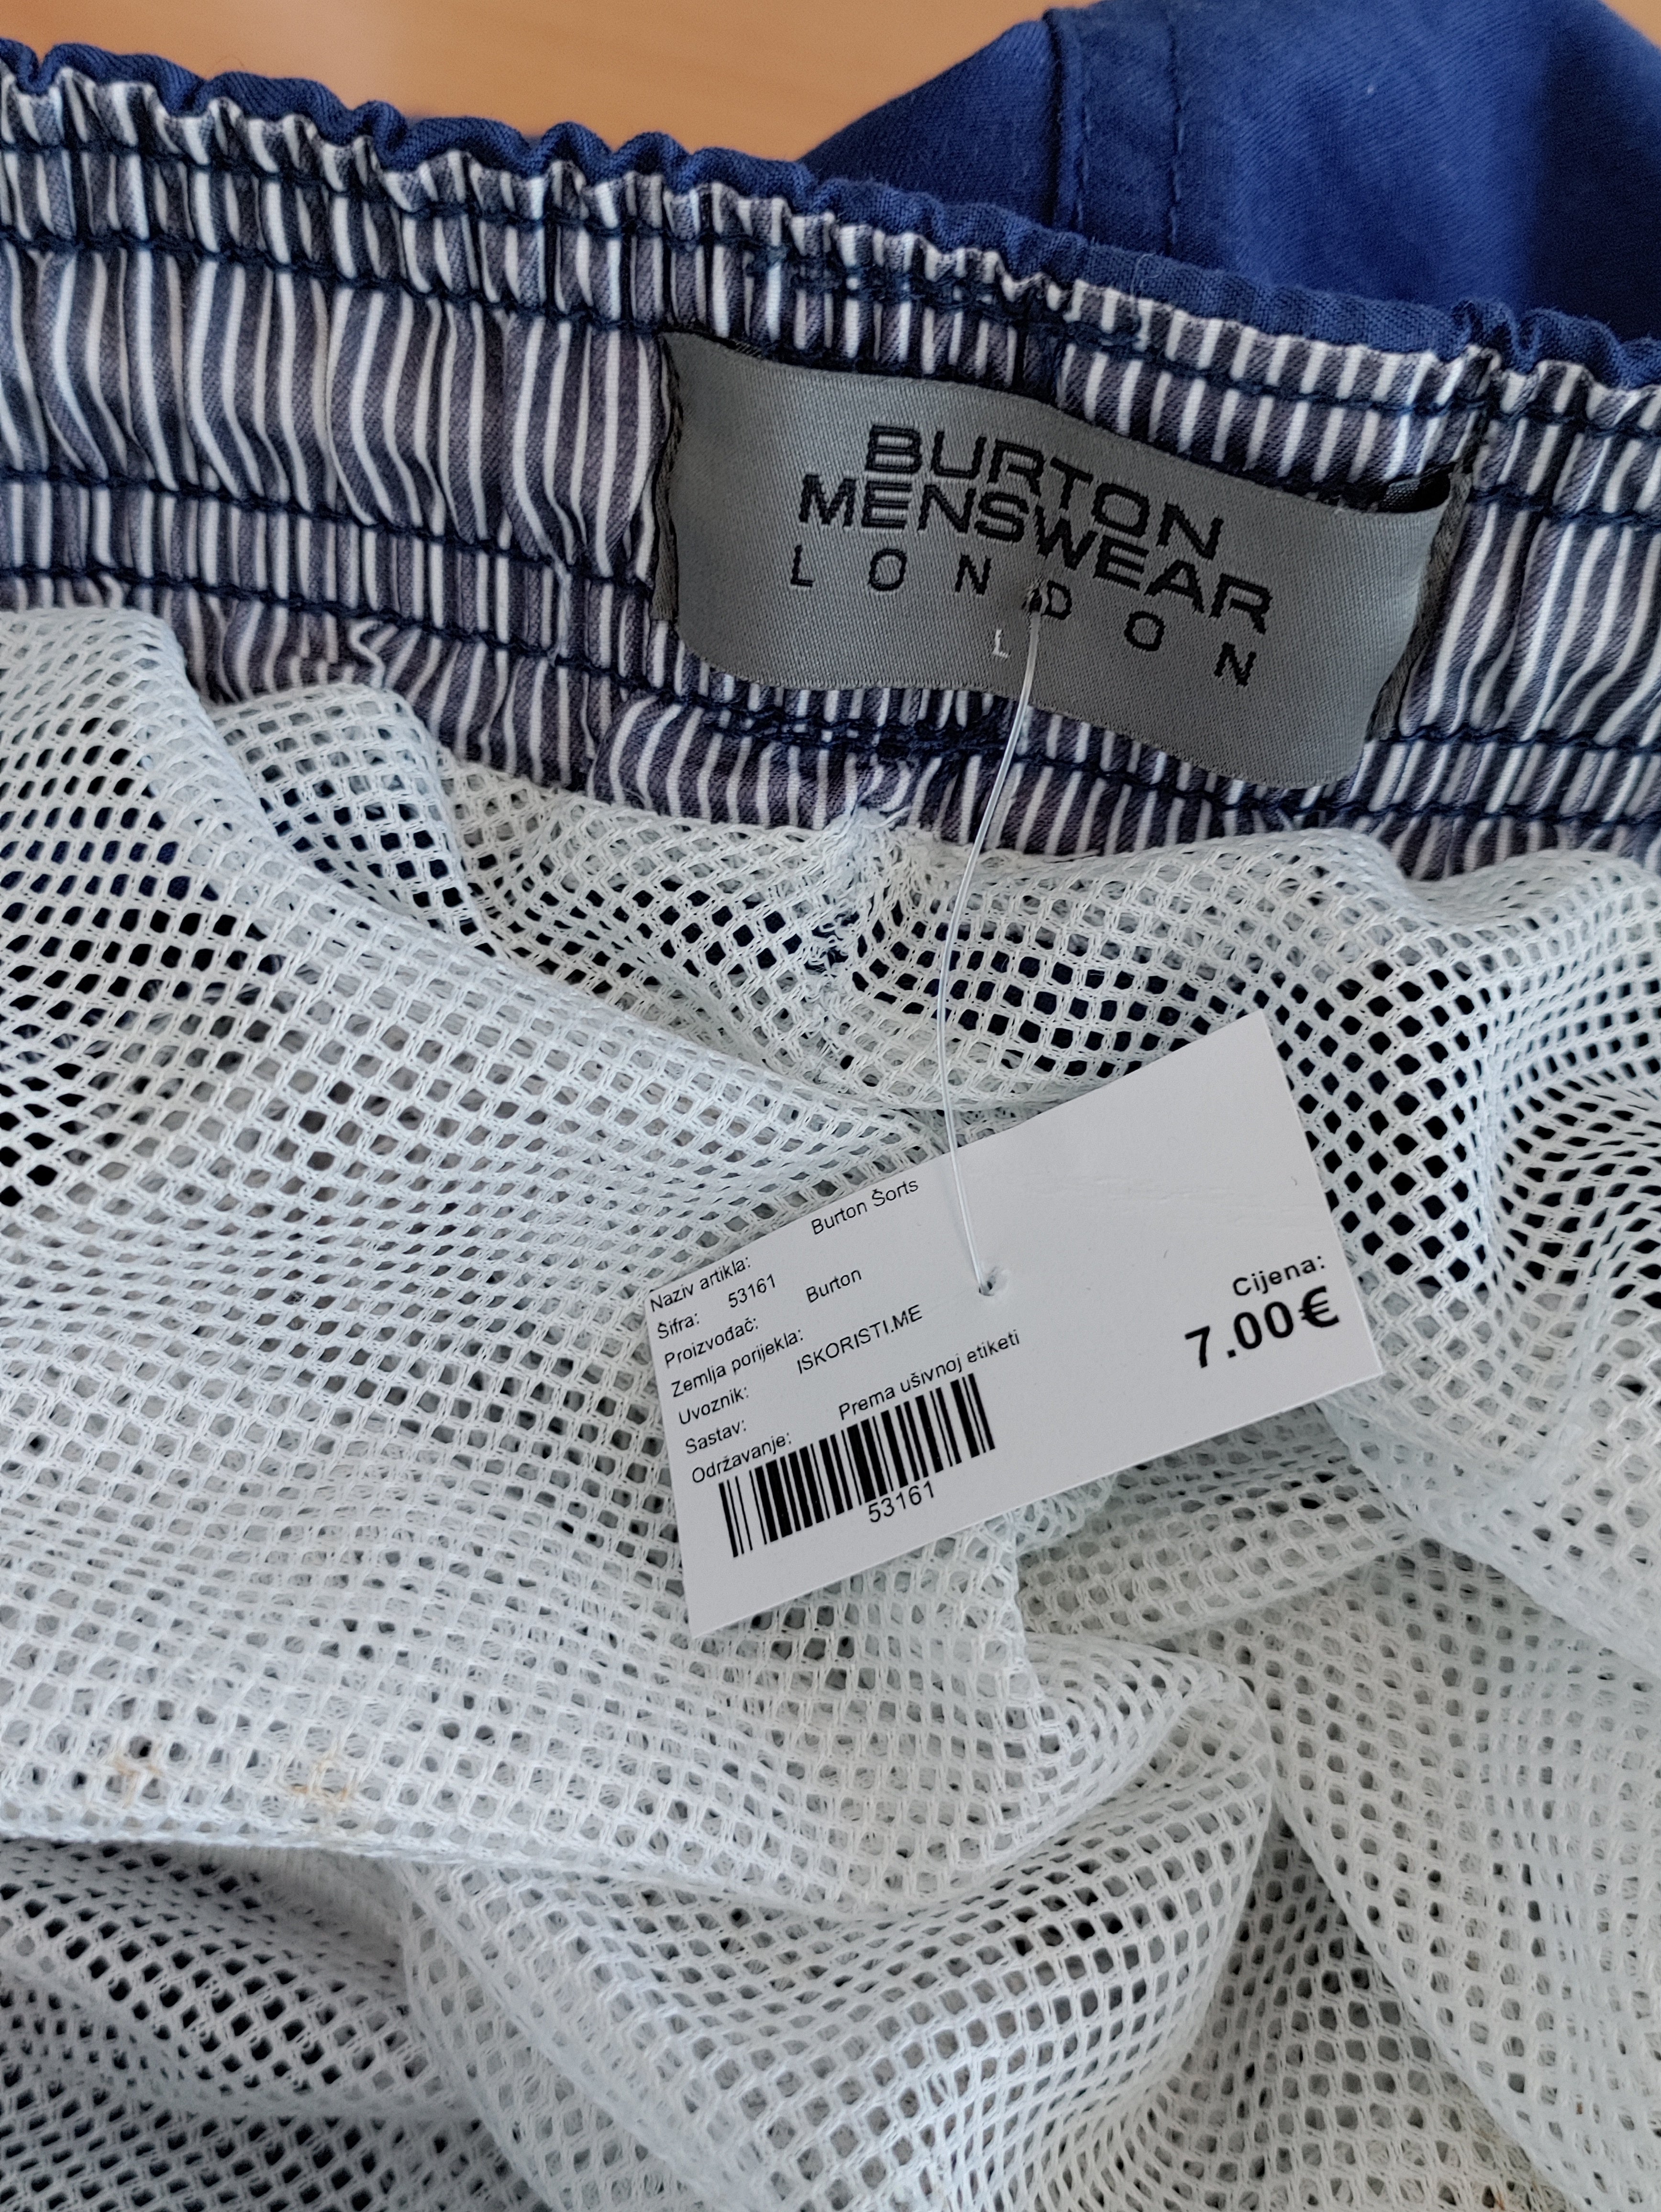 BURTON
MENSWEAR
LONDON
L
Naziv artikla: Burton Šorts
Šifra: 53161
Proizvođač: Burton
Zemlja porijekla:
Uvoznik: ISKORISTI.ME
Sastav:
Održavanje: Prema ušivnoj etiketi
53161
Cijena:
7.00€